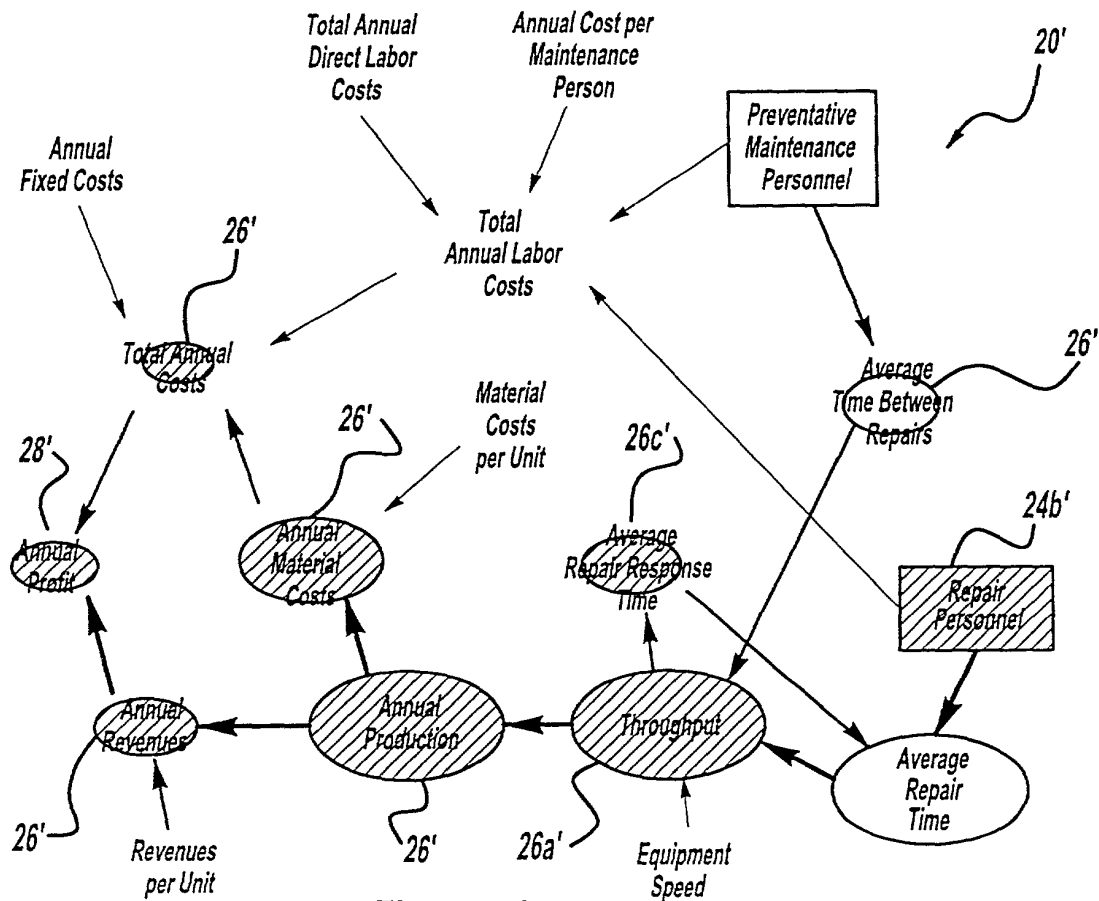 Total Annual
Direct Labor
Costs
Annual Cost per
Maintenance
Person
20'
Preventative
Maintenance
Personnel
Annual
Fixed Costs
Total
Annual Labor
Costs
26'
Total Annual
Costs
26'
Average
Time Between
Repairs
Material
Costs
per Unit
26'
26c'
28'
24b'
Annual
Profit
Annual
Material
Costs
Average
Repair Response
Time
Repair
Personnel
Annual
Revenues
Annual
Production
Throughput
Average
Repair
Time
26'
Revenues
per Unit
26'
26a'
Equipment
Speed